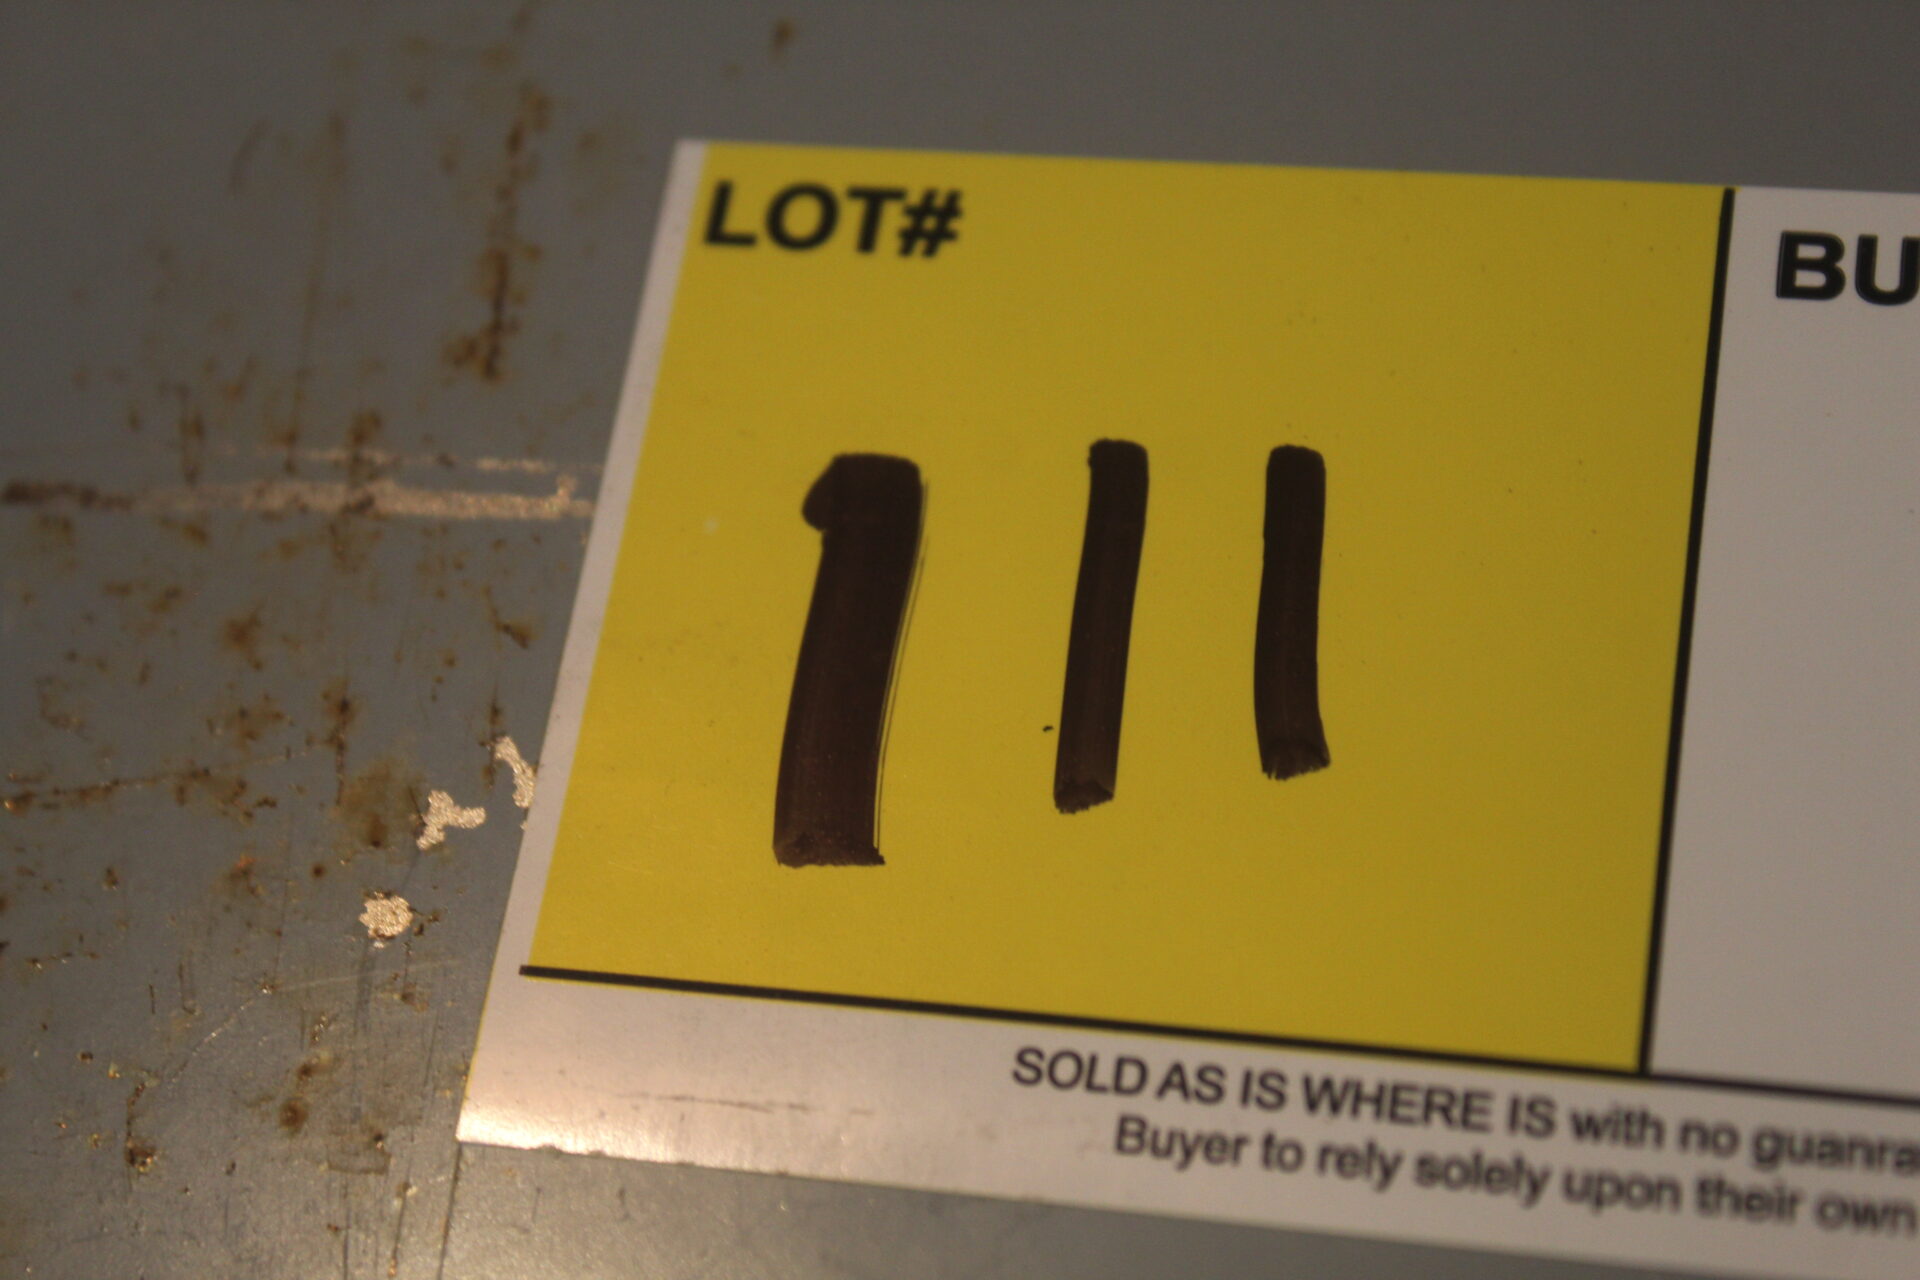 LOT#
BU
111
SOLD AS IS WHERE IS with no guanra
Buyer to rely solely upon their own